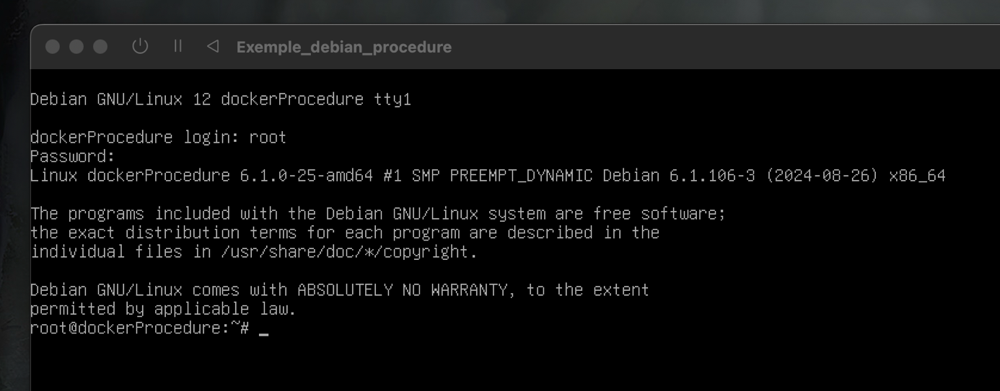 Exemple_debian_procedure
Debian GNU/Linux 12 dockerProcedure tty1
dockerProcedure login: root
Password:
Linux dockerProcedure 6.1.0-25-amd64 #1 SMP PREEMPT_DYNAMIC Debian 6.1.106-3 (2024-08-26) x86_64
The programs included with the Debian GNU/Linux system are free software;
the exact distribution terms for each program are described in the
individual files in /usr/share/doc/*/copyright.
Debian GNU/Linux comes with ABSOLUTELY NO WARRANTY, to the extent
permitted by applicable law.
root@dockerProcedure:~# _